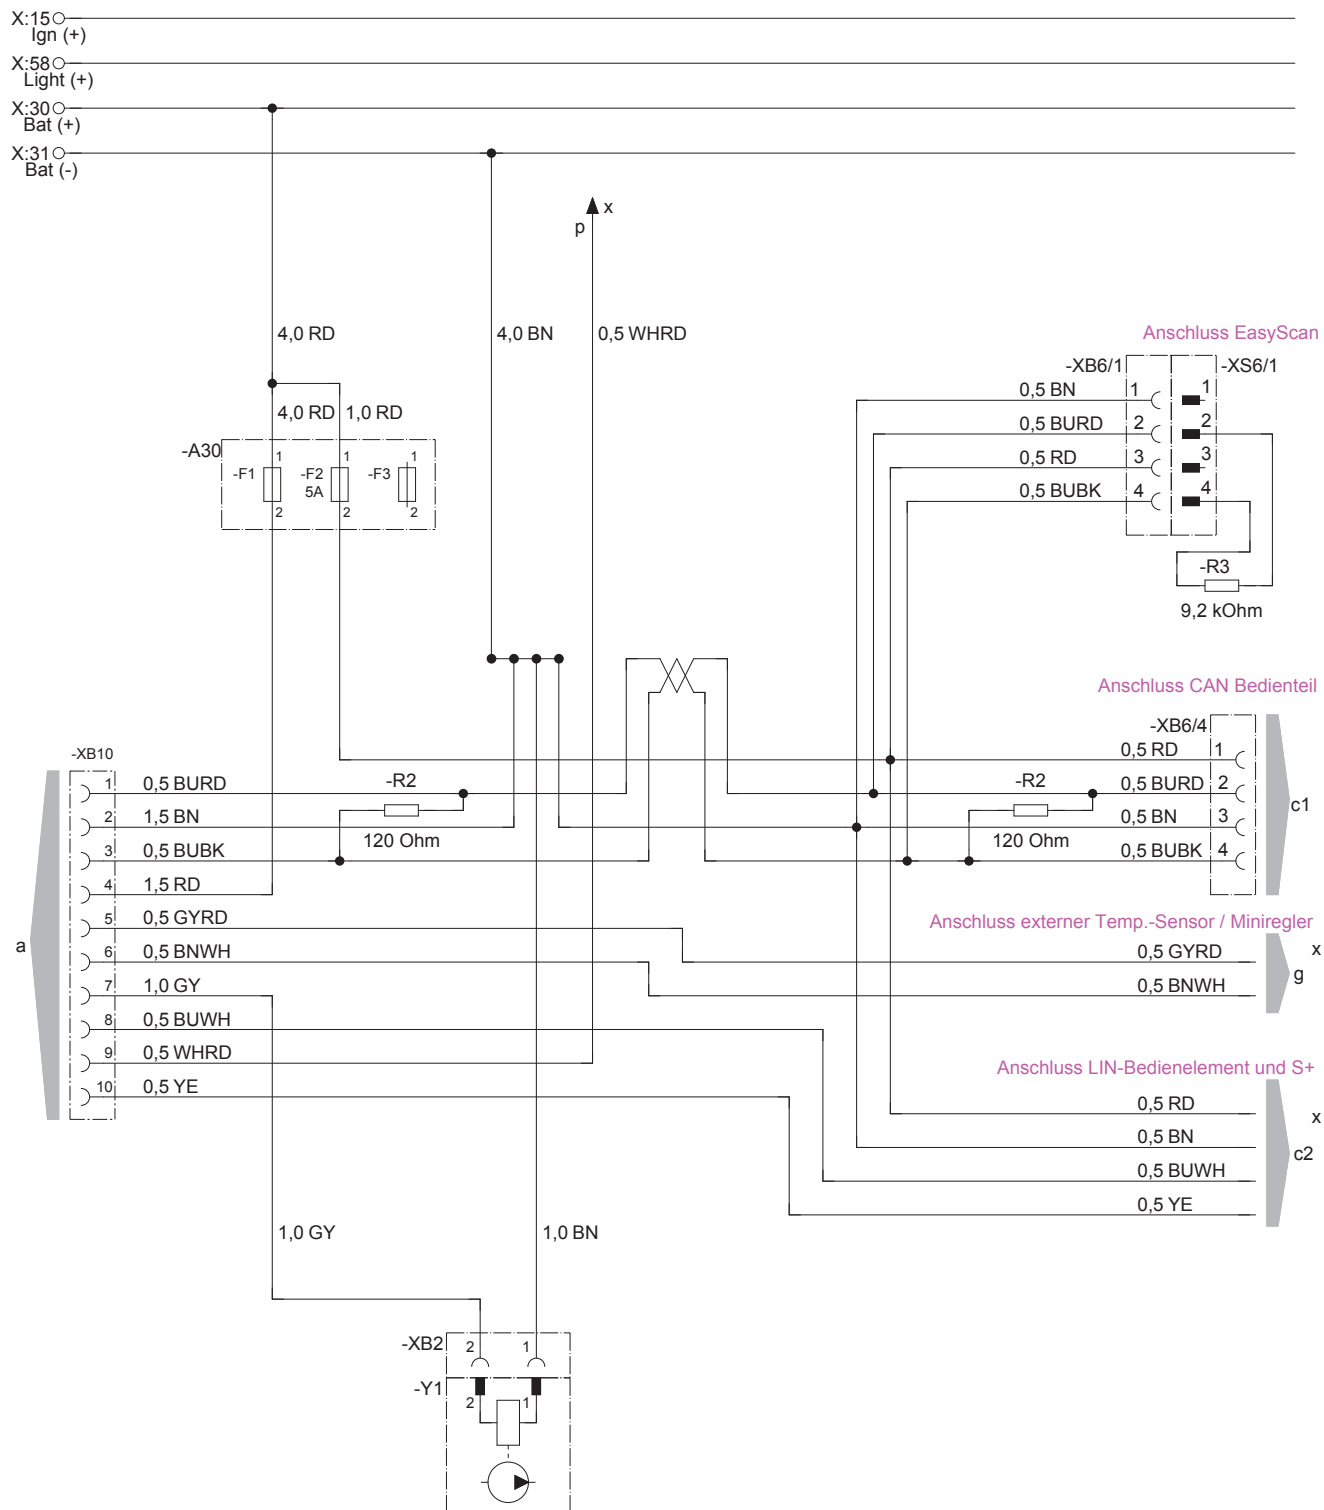 X:15
Ign (+)
X:58
Light (+)
X:30
Bat (+)
X:31
Bat (-)
x
p
4,0 RD
4,0 BN
0,5 WHRD
Anschluss EasyScan
-XB6/1
-XS6/1
0,5 BN
1
1
0,5 BURD
2
2
0,5 RD
3
3
0,5 BUBK
4
4
4,0 RD
1,0 RD
-A30
-F1
1
2
-F2
5A
1
2
-F3
1
2
-R3
9,2 kOhm
Anschluss CAN Bedienteil
-XB6/4
0,5 RD
1
0,5 BURD
2
0,5 BN
3
0,5 BUBK
4
c1
-R2
120 Ohm
-R2
120 Ohm
-XB10
1
0,5 BURD
2
1,5 BN
3
0,5 BUBK
4
1,5 RD
5
0,5 GYRD
6
0,5 BNWH
7
1,0 GY
8
0,5 BUWH
9
0,5 WHRD
10
0,5 YE
a
Anschluss externer Temp.-Sensor / Miniregler
0,5 GYRD
0,5 BNWH
x
g
Anschluss LIN-Bedienelement und S+
0,5 RD
0,5 BN
0,5 BUWH
0,5 YE
x
c2
1,0 GY
1,0 BN
-XB2
2
1
-Y1
2
1